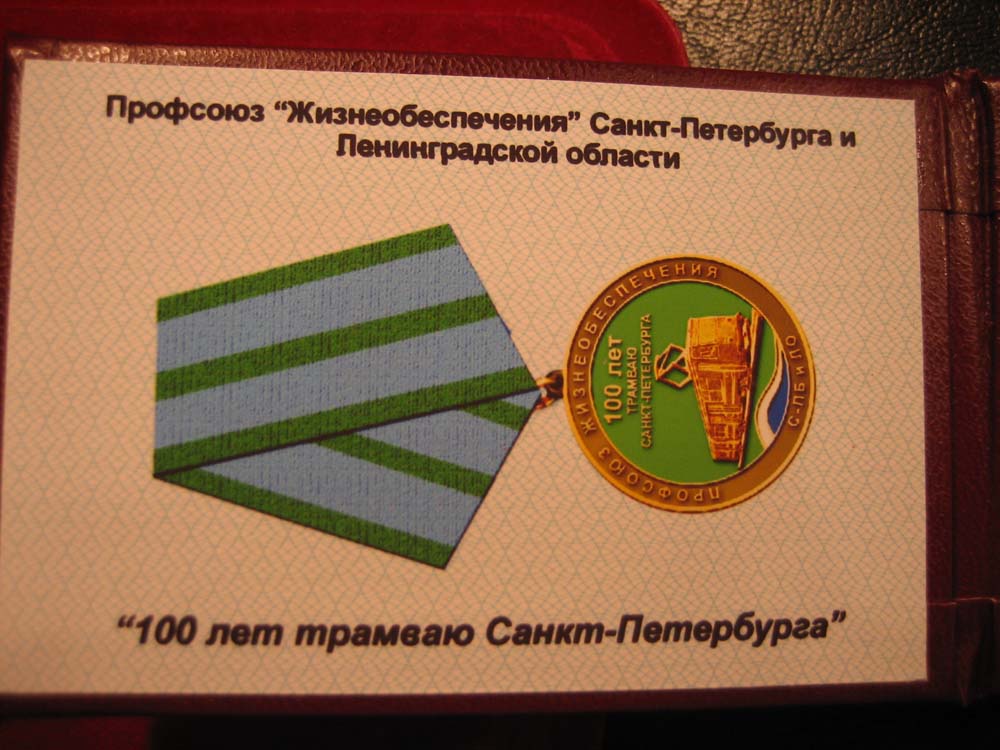 Профсоюз “Жизнеобеспечения” Санкт-Петербурга и
Ленинградской области
ПРОФСОЮЗ ЖИЗНЕОБЕСПЕЧЕНИЯ
100 лет
ТРАМВАЮ
САНКТ-ПЕТЕРБУРГА
С-ПБ и ЛО
“100 лет трамваю Санкт-Петербурга”